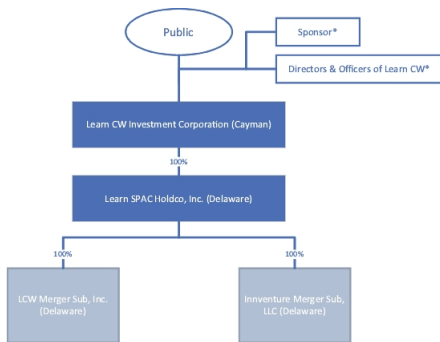 Public
Sponsor*
Directors & Officers of Learn CW*
Learn CW Investment Corporation (Cayman)
100%
Learn SPAC Holdco, Inc. (Delaware)
100%
100%
LCW Merger Sub, Inc.
(Delaware)
Innventure Merger Sub,
LLC (Delaware)